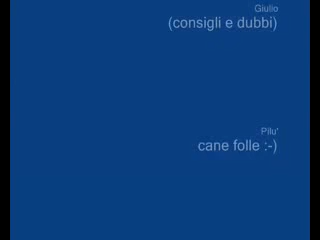 Giulio
(consigli e dubbi)
Pilu'
cane folle :-)